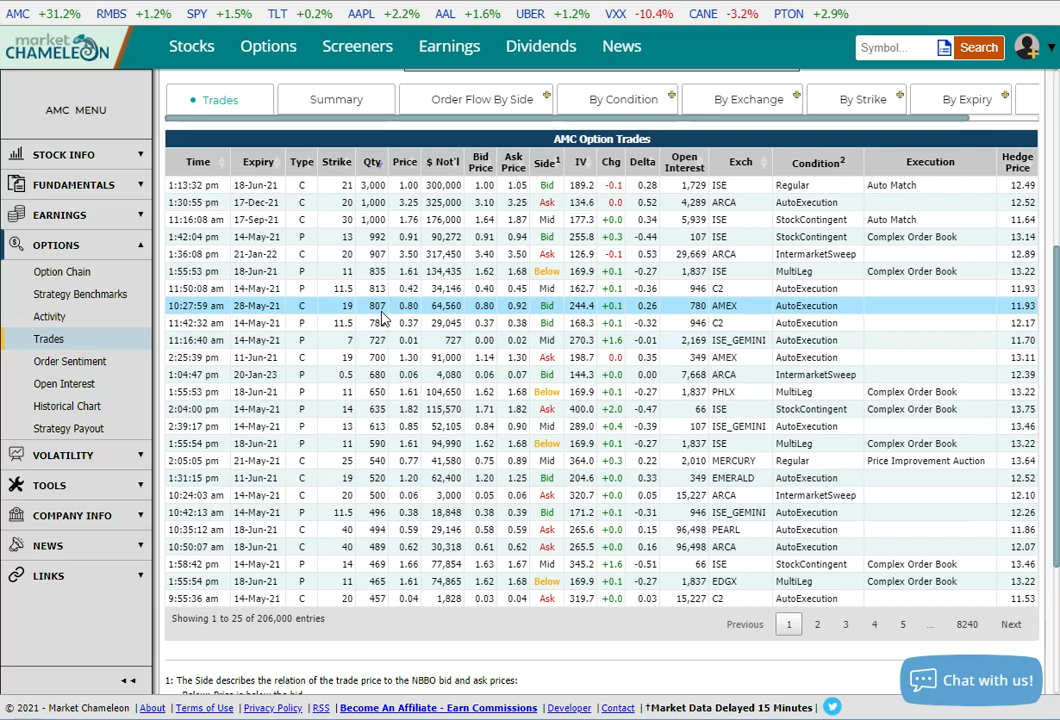 AMC +31.2% RMBS +1.2% SPY +1.5% TLT +0.2% AAPL +2.2% AAL +1.6% UBER +1.2% VXX -10.4% CANE -3.2% PTON +2.9%
market CHAMELEON
Stocks Options Screeners Earnings Dividends News Symbol... Search
AMC MENU
STOCK INFO
FUNDAMENTALS
EARNINGS
OPTIONS
Option Chain
Strategy Benchmarks
Activity
Trades
Order Sentiment
Open Interest
Historical Chart
Strategy Payout
VOLATILITY
TOOLS
COMPANY INFO
NEWS
LINKS
Trades Summary Order Flow By Side By Condition By Exchange By Strike By Expiry
AMC Option Trades
Time Expiry Type Strike Qty Price $ Not'l Bid Price Ask Price Side1 IV Chg Delta Open Interest Exch Condition2 Execution Hedge Price
1:13:32 pm 18-Jun-21 C 21 3,000 1.00 300,000 1.00 1.05 Bid 189.2 -0.1 0.28 1,729 ISE Regular Auto Match 12.49
1:30:55 pm 17-Dec-21 C 20 1,000 3.25 325,000 3.10 3.25 Ask 134.6 0.0 0.52 4,289 ARCA AutoExecution 12.52
11:16:08 am 17-Sep-21 C 30 1,000 1.76 176,000 1.64 1.87 Mid 177.3 +0.0 0.34 5,939 ISE StockContingent Auto Match 11.64
1:42:04 pm 14-May-21 P 13 992 0.91 90,272 0.91 0.94 Bid 255.8 +0.3 -0.44 107 ISE StockContingent Complex Order Book 13.14
1:36:08 pm 21-Jan-22 C 20 907 3.50 317,450 3.40 3.50 Ask 126.9 -0.1 0.53 29,669 ARCA IntermarketSweep 12.89
1:55:53 pm 18-Jun-21 P 11 835 1.61 134,435 1.62 1.68 Below 169.9 +0.1 -0.27 1,837 ISE MultiLeg Complex Order Book 13.22
11:50:08 am 14-May-21 P 11.5 813 0.42 34,146 0.40 0.45 Mid 162.7 +0.1 -0.36 946 C2 AutoExecution 11.93
10:27:59 am 28-May-21 C 19 807 0.80 64,560 0.80 0.92 Bid 244.4 +0.1 0.26 780 AMEX AutoExecution 11.93
11:42:32 am 14-May-21 P 11.5 0.37 29,045 0.37 0.38 Bid 168.3 +0.1 -0.32 946 C2 AutoExecution 12.17
11:16:40 am 14-May-21 P 7 727 0.01 727 0.00 0.02 Mid 270.3 +1.6 -0.01 2,169 ISE_GEMINI AutoExecution 11.70
2:25:39 pm 11-Jun-21 C 19 700 1.30 91,000 1.14 1.30 Ask 198.7 0.0 0.35 349 AMEX AutoExecution 13.11
1:04:47 pm 20-Jan-23 P 0.5 680 0.06 4,080 0.06 0.07 Bid 144.3 +0.0 0.00 7,668 ARCA IntermarketSweep 12.39
1:55:53 pm 18-Jun-21 P 11 650 1.61 104,650 1.62 1.68 Below 169.9 +0.1 -0.27 1,837 PHLX MultiLeg Complex Order Book 13.22
2:04:00 pm 14-May-21 P 14 635 1.82 115,570 1.71 1.82 Ask 400.0 +2.0 -0.47 66 ISE StockContingent Complex Order Book 13.75
2:39:17 pm 14-May-21 P 13 613 0.85 52,105 0.84 0.90 Mid 289.0 +0.4 -0.39 107 ISE_GEMINI AutoExecution 13.46
1:55:54 pm 18-Jun-21 P 11 590 1.61 94,990 1.62 1.68 Below 169.9 +0.1 -0.27 1,837 ISE MultiLeg Complex Order Book 13.22
2:05:05 pm 21-May-21 C 25 540 0.77 41,580 0.75 0.89 Mid 364.0 +0.3 0.22 2,010 MERCURY Regular Price Improvement Auction 13.64
1:31:15 pm 11-Jun-21 C 19 520 1.20 62,400 1.20 1.25 Bid 204.6 +0.0 0.33 349 EMERALD AutoExecution 12.52
10:24:03 am 14-May-21 C 20 500 0.06 3,000 0.05 0.06 Ask 320.7 +0.0 0.05 15,227 ARCA IntermarketSweep 12.10
10:42:13 am 14-May-21 P 11.5 496 0.38 18,848 0.38 0.39 Bid 171.2 +0.1 -0.31 946 ISE_GEMINI AutoExecution 12.26
10:35:12 am 18-Jun-21 C 40 494 0.59 29,146 0.58 0.59 Ask 265.6 +0.0 0.15 96,498 PEARL AutoExecution 11.86
10:50:07 am 18-Jun-21 C 40 489 0.62 30,318 0.61 0.62 Ask 265.5 +0.0 0.16 96,498 ARCA AutoExecution 12.07
1:58:42 pm 14-May-21 P 14 469 1.66 77,854 1.63 1.67 Mid 345.2 +1.6 -0.51 66 ISE StockContingent Complex Order Book 13.46
1:55:54 pm 18-Jun-21 P 11 465 1.61 74,865 1.62 1.68 Below 169.9 +0.1 -0.27 1,837 EDGX MultiLeg Complex Order Book 13.22
9:55:36 am 14-May-21 C 20 457 0.04 1,828 0.03 0.04 Ask 319.7 +0.0 0.03 15,227 C2 AutoExecution 11.53
Showing 1 to 25 of 206,000 entries
Previous 1 2 3 4 5 ... 8240 Next
1: The Side describes the relation of the trade price to the NBBO bid and ask prices:
Chat with us!
© 2021 - Market Chameleon | About | Terms of Use | Privacy Policy | RSS | Become An Affiliate - Earn Commissions | Developer | Contact | †Market Data Delayed 15 Minutes |